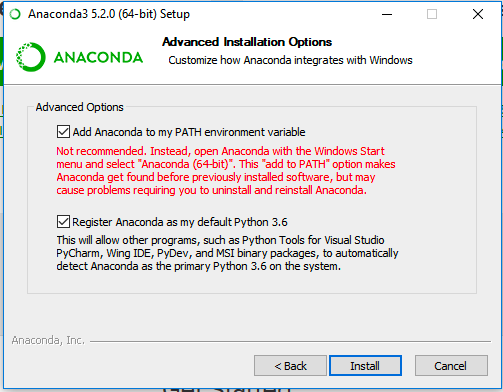 Anaconda3 5.2.0 (64-bit) Setup
ANACONDA
Advanced Installation Options
Customize how Anaconda integrates with Windows
Advanced Options
Add Anaconda to my PATH environment variable
Not recommended. Instead, open Anaconda with the Windows Start
menu and select "Anaconda (64-bit)". This "add to PATH" option makes
Anaconda get found before previously installed software, but may
cause problems requiring you to uninstall and reinstall Anaconda.
Register Anaconda as my default Python 3.6
This will allow other programs, such as Python Tools for Visual Studio
PyCharm, Wing IDE, PyDev, and MSI binary packages, to automatically
detect Anaconda as the primary Python 3.6 on the system.
Anaconda, Inc.
< Back
Install
Cancel